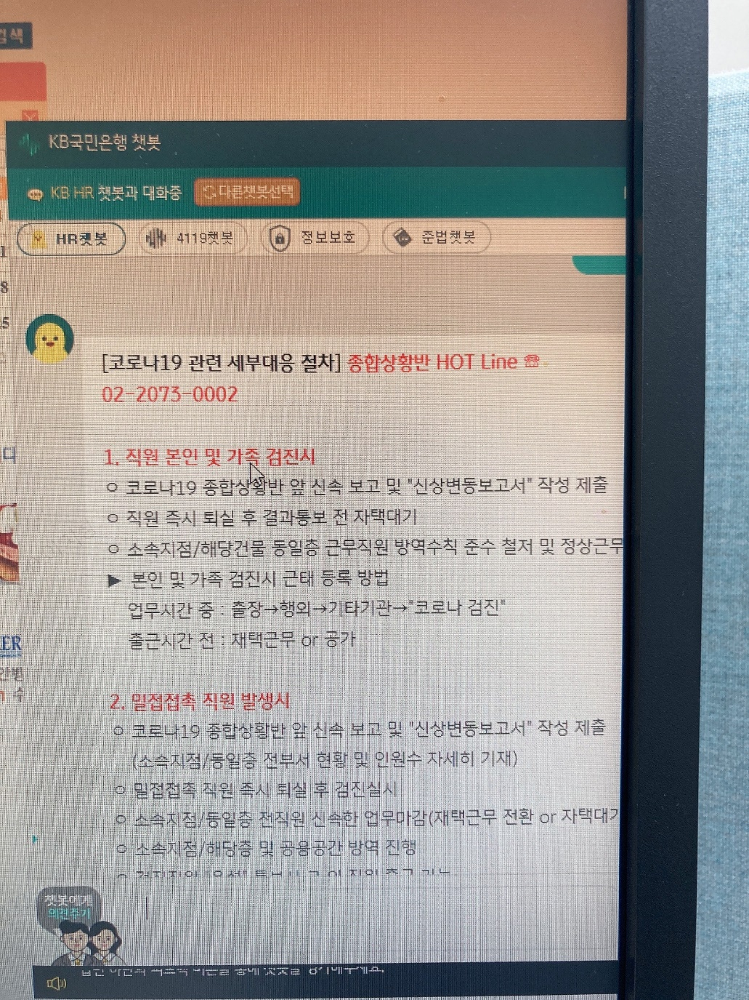 검색
KB국민은행 챗봇
KB HR 챗봇과 대화중
다른챗봇선택
HR챗봇
4119챗봇
정보보호
준법챗봇
[코로나19 관련 세부대응 절차] 종합상황반 HOT Line ☎
02-2073-0002
1. 직원 본인 및 가족 검진시
○ 코로나19 종합상황반 앞 신속 보고 및 "신상변동보고서" 작성 제출
○ 직원 즉시 퇴실 후 결과통보 전 자택대기
○ 소속지점/해당건물 동일층 근무직원 방역수칙 준수 철저 및 정상근무
▶ 본인 및 가족 검진시 근태 등록 방법
업무시간 중 : 출장→행외→기타기관→"코로나 검진"
출근시간 전 : 재택근무 or 공가
2. 밀접접촉 직원 발생시
○ 코로나19 종합상황반 앞 신속 보고 및 "신상변동보고서" 작성 제출
(소속지점/동일층 전부서 현황 및 인원수 자세히 기재)
○ 밀접접촉 직원 즉시 퇴실 후 검진실시
○ 소속지점/동일층 전직원 신속한 업무마감(재택근무 전환 or 자택대기
○ 소속지점/해당층 및 공용공간 방역 진행
챗봇에게
의견주기